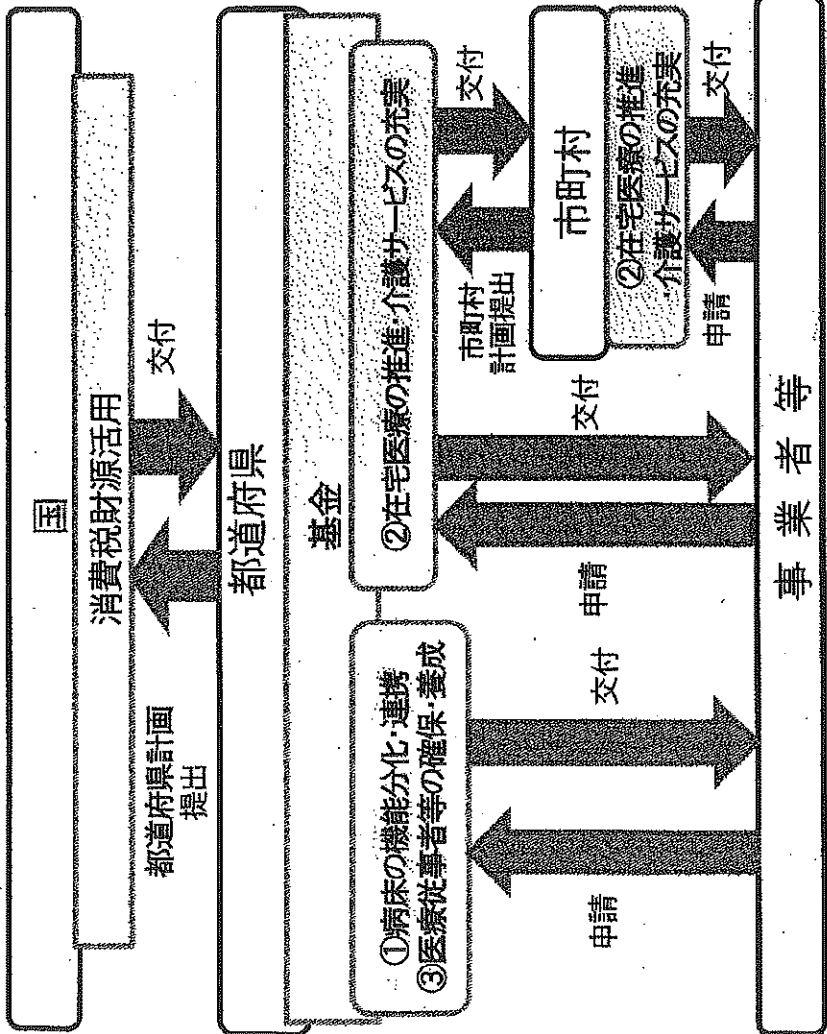 国
消費税財源活用
都道府県計画
提出
交付
都道府県
基金
①病床の機能分化・連携
③医療従事者等の確保・養成
②在宅医療の推進・介護サービスの充実
申請
交付
申請
交付
市町村
計画提出
交付
市町村
②在宅医療の推進
・介護サービスの充実
申請
交付
事業者等